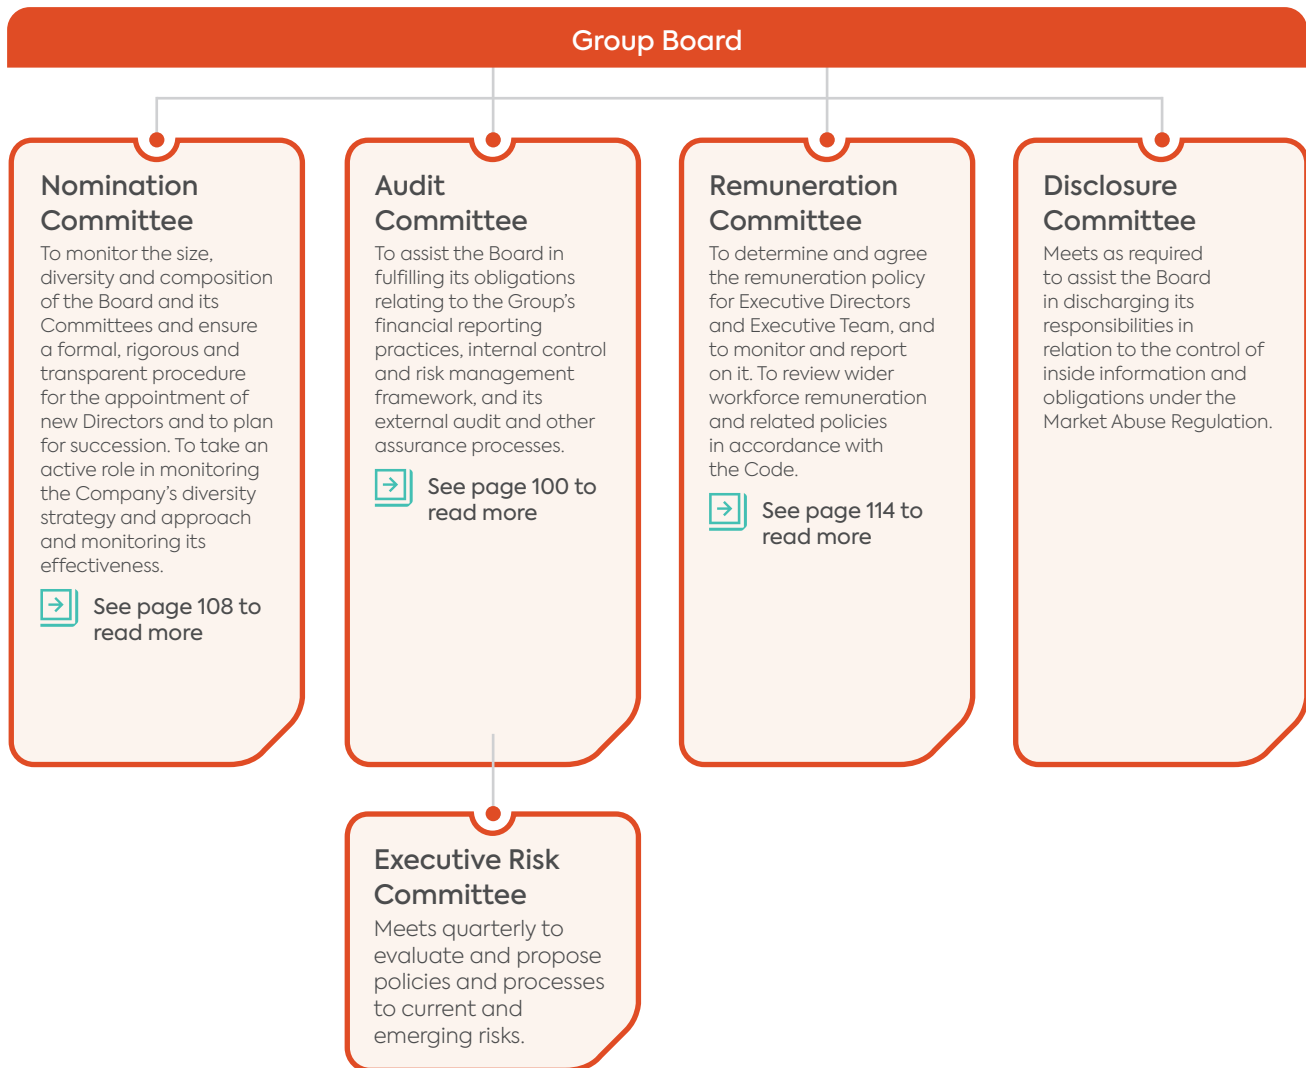 Group Board
Nomination
Committee
To monitor the size,
diversity and composition
of the Board and its
Committees and ensure
a formal, rigorous and
transparent procedure
for the appointment of
new Directors and to plan
for succession. To take an
active role in monitoring
the Company’s diversity
strategy and approach
and monitoring its
effectiveness.
See page 108 to
read more
Audit
Committee
To assist the Board in
fulfilling its obligations
relating to the Group’s
financial reporting
practices, internal control
and risk management
framework, and its
external audit and other
assurance processes.
See page 100 to
read more
Remuneration
Committee
To determine and agree
the remuneration policy
for Executive Directors
and Executive Team, and
to monitor and report
on it. To review wider
workforce remuneration
and related policies
in accordance with
the Code.
See page 114 to
read more
Disclosure
Committee
Meets as required
to assist the Board
in discharging its
responsibilities in
relation to the control of
inside information and
obligations under the
Market Abuse Regulation.
Executive Risk
Committee
Meets quarterly to
evaluate and propose
policies and processes
to current and
emerging risks.